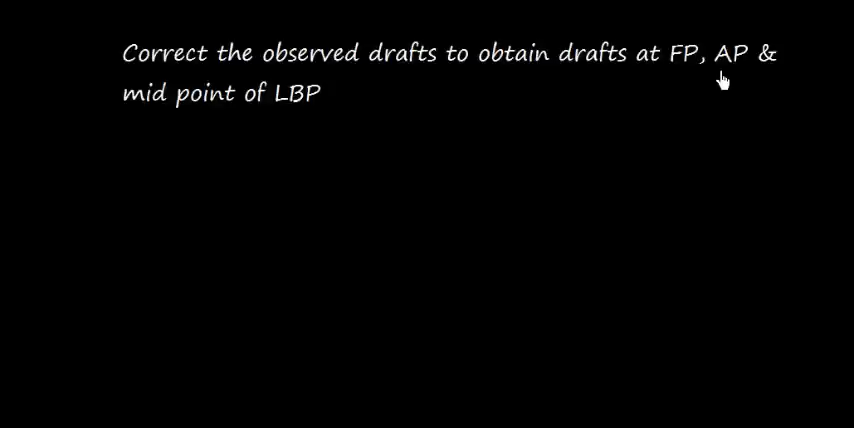 Correct the observed drafts to obtain drafts at FP, AP &
mid point of LBP